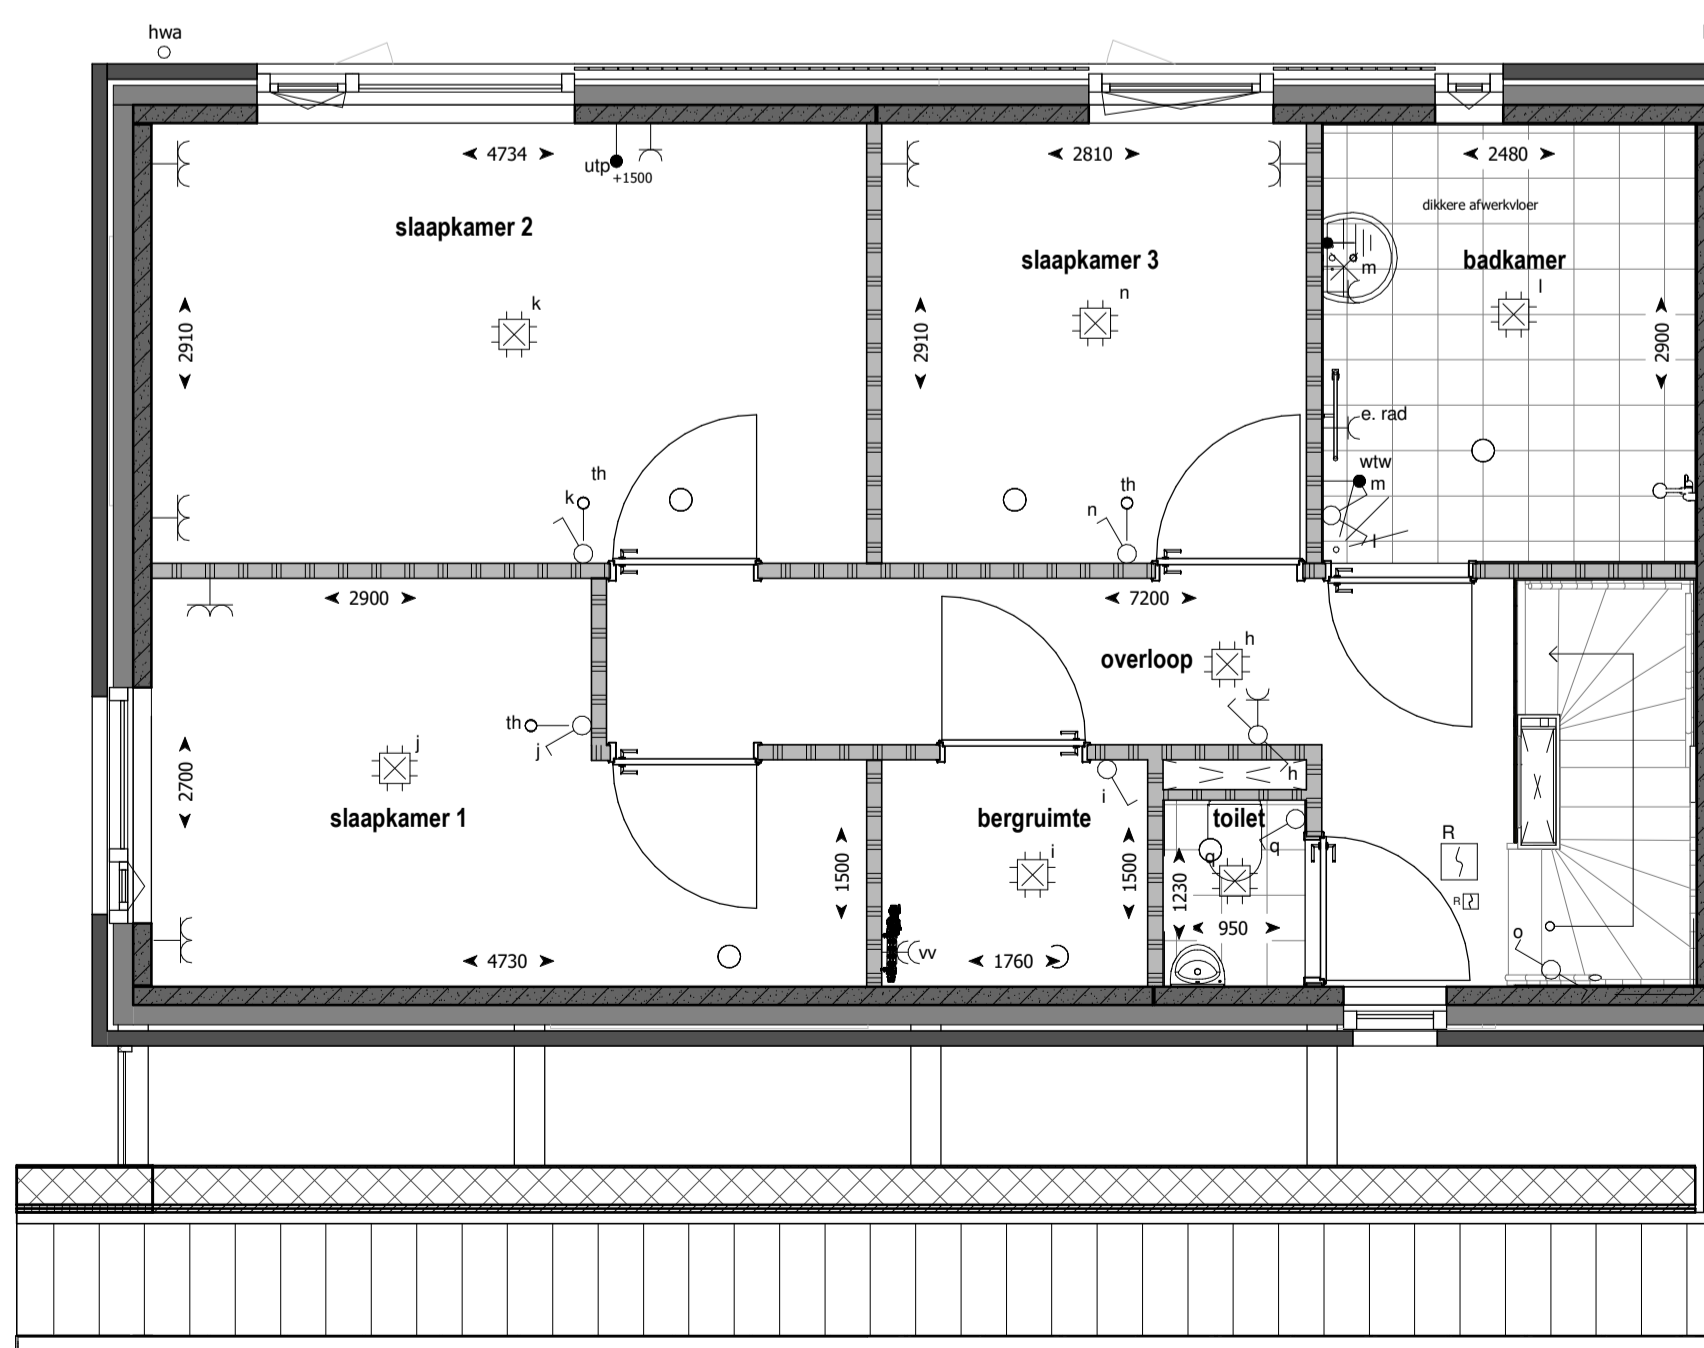 hwa
4734
utp
+1500
2810
2480
dikkere afwerkvloer
slaapkamer 2
slaapkamer 3
badkamer
m
k
n
l
2910
2910
2900
e. rad
th
k
th
n
wtw
m
l
2900
7200
h
overloop
th
j
j
h
2700
slaapkamer 1
bergruimte
i
toilet
q
q
R
i
1500
1500
1230
R
950
vv
o
4730
1760